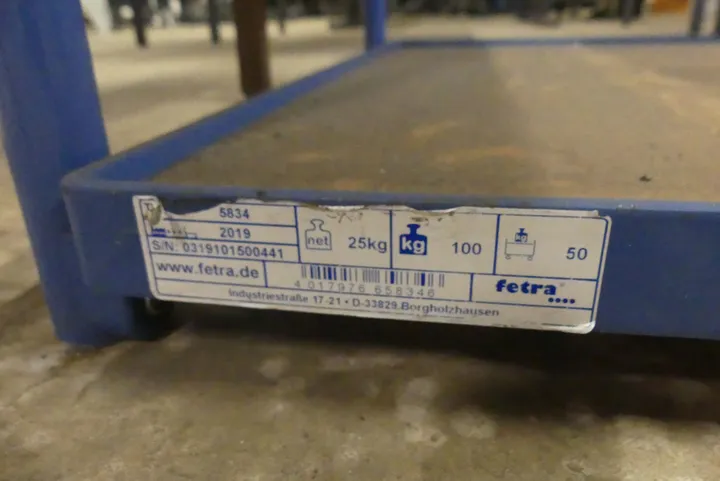 5834
2019
S/N: 0319101500441
net 25kg
kg 100
kg 50
www.fetra.de
4 017976 658346
fetra®
Industriestraße 17-21 • D-33829 Borgholzhausen